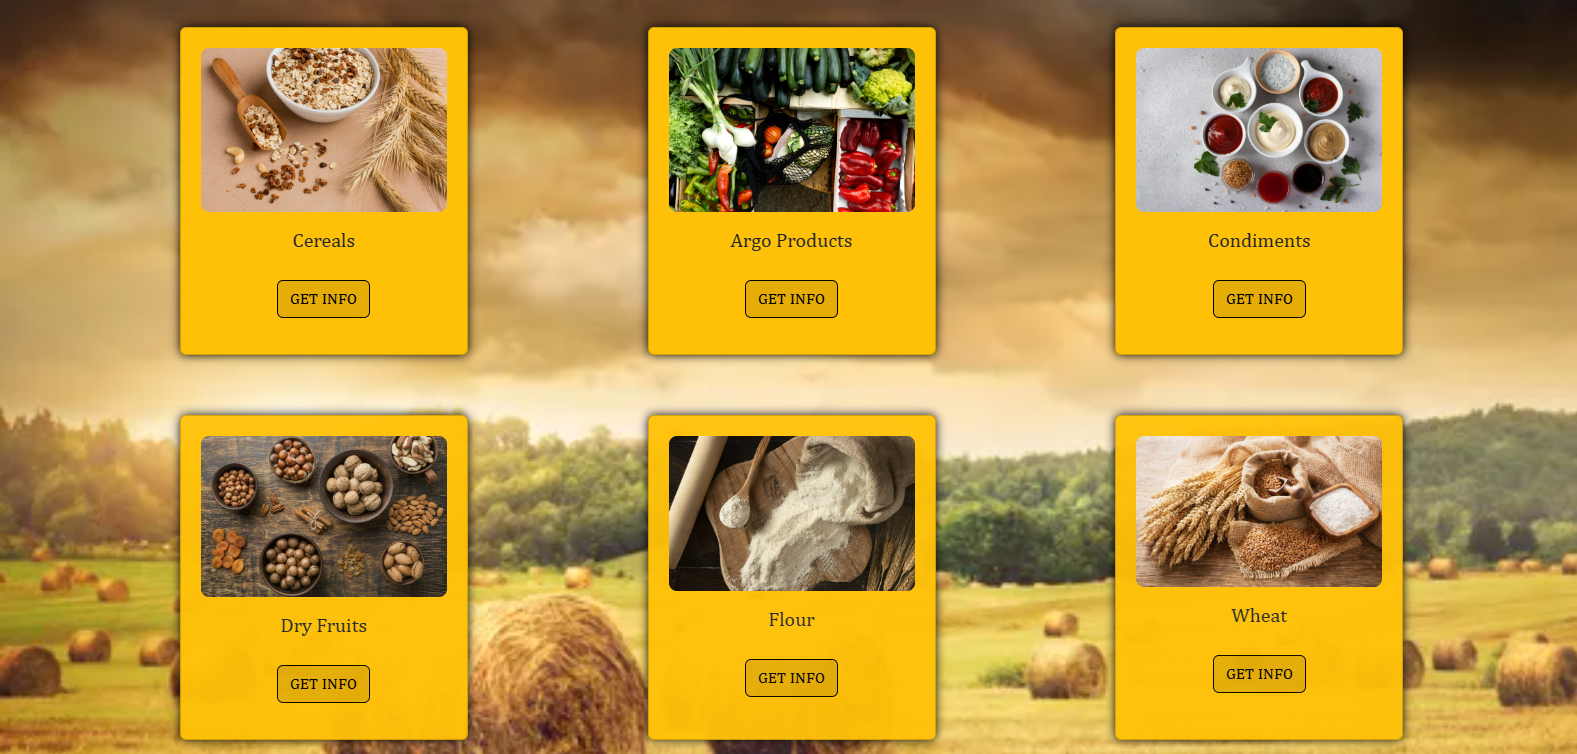 Cereals
Argo Products
Condiments
GET INFO
GET INFO
GET INFO
Dry Fruits
Flour
Wheat
GET INFO
GET INFO
GET INFO